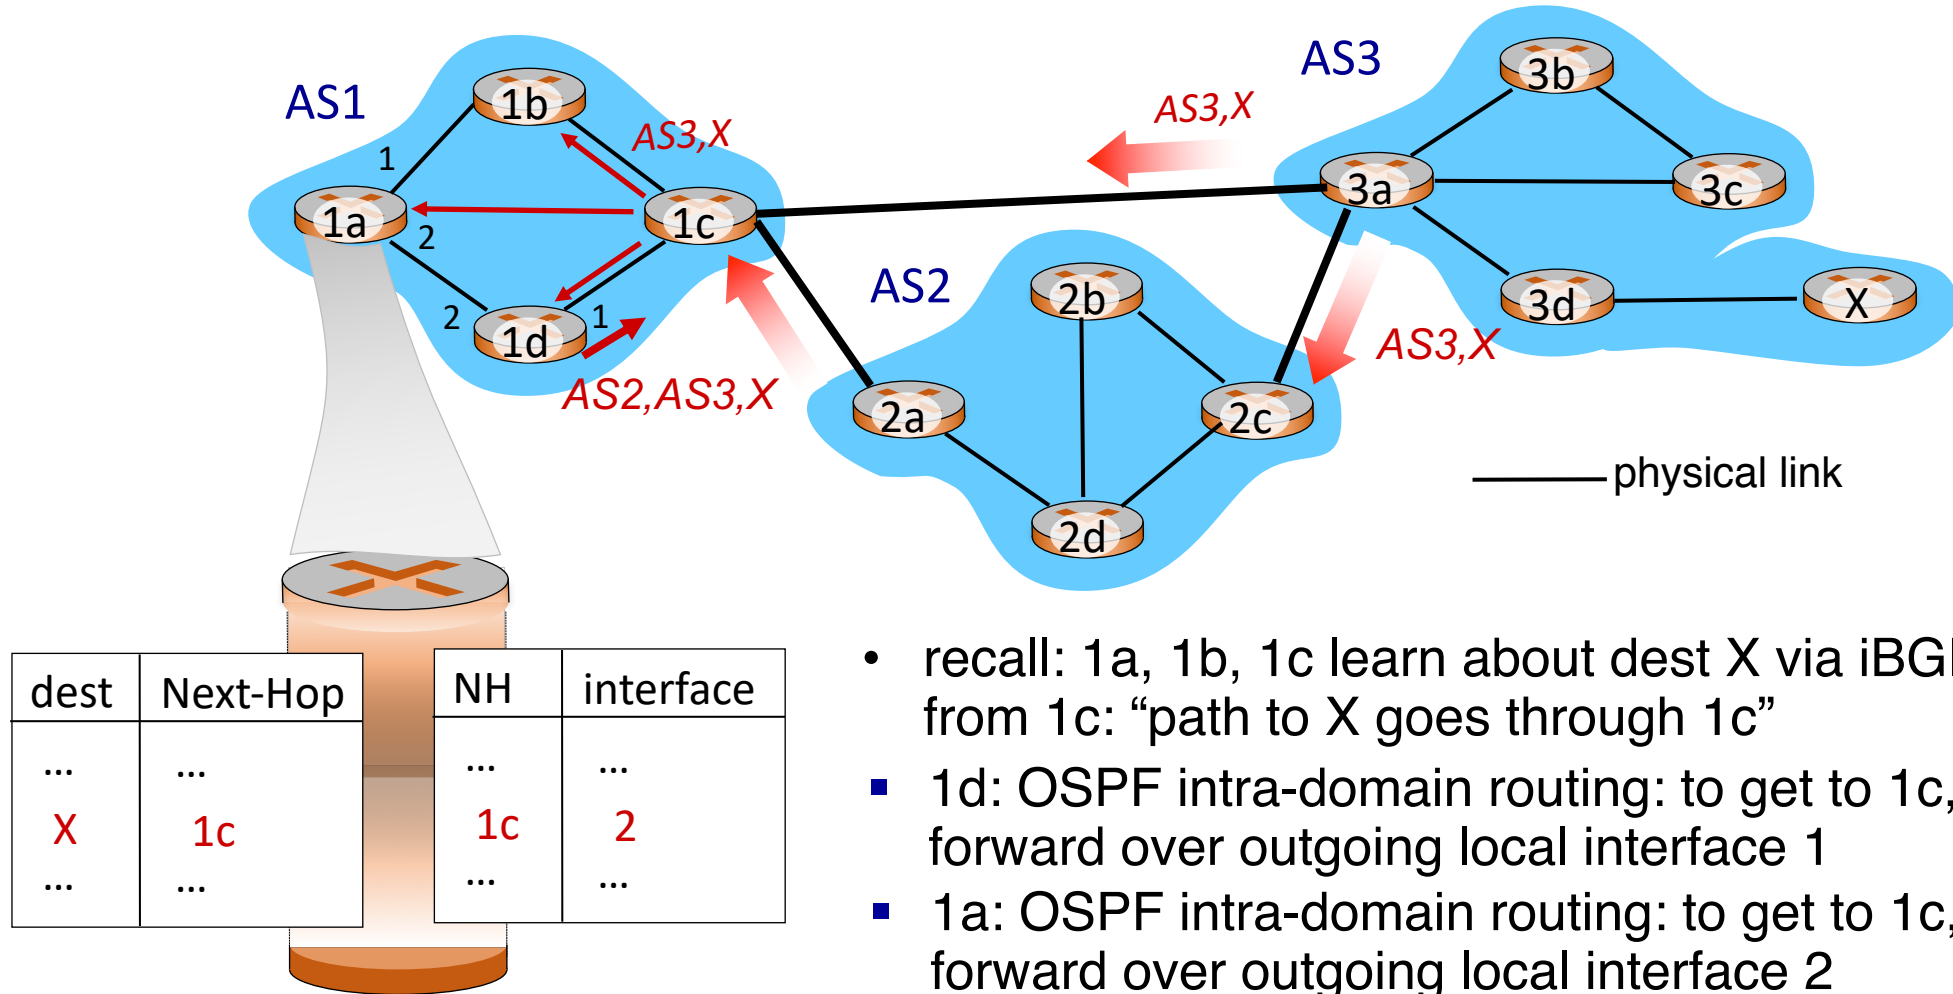 AS3
3b
AS1
1b
AS3,X
AS3,X
1
3a
3c
1a
1c
2
AS2
2b
3d
X
2
1d
1
AS3,X
AS2,AS3,X
2a
2c
physical link
2d
dest Next-Hop
... ...
X 1c
... ...
NH interface
... ...
1c 2
... ...
• recall: 1a, 1b, 1c learn about dest X via iBG
from 1c: “path to X goes through 1c”
▪ 1d: OSPF intra-domain routing: to get to 1c,
forward over outgoing local interface 1
▪ 1a: OSPF intra-domain routing: to get to 1c,
forward over outgoing local interface 2